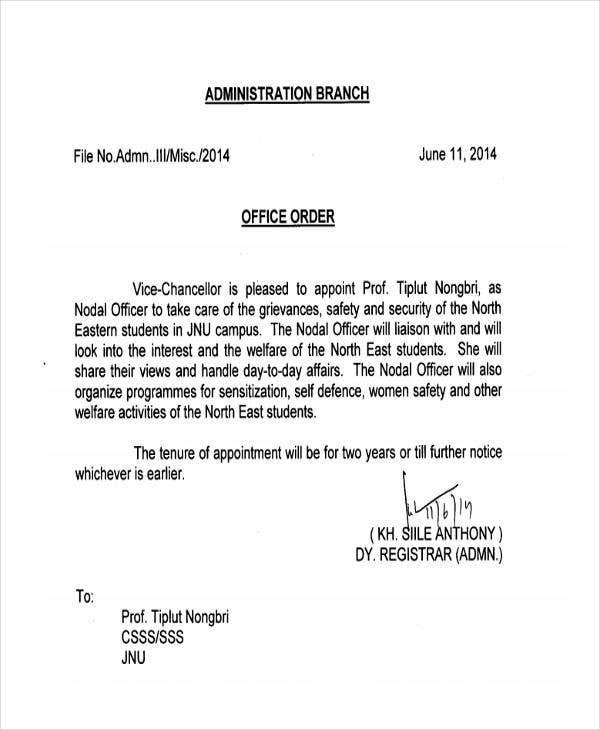 ADMINISTRATION BRANCH
File No.Admn..III/Misc./2014 June 11, 2014
OFFICE ORDER
Vice-Chancellor is pleased to appoint Prof. Tiplut Nongbri, as
Nodal Officer to take care of the grievances, safety and security of the North
Eastern students in JNU campus. The Nodal Officer will liaison with and will
look into the interest and the welfare of the North East students. She will
share their views and handle day-to-day affairs. The Nodal Officer will also
organize programmes for sensitization, self defence, women safety and other
welfare activities of the North East students.
The tenure of appointment will be for two years or till further notice
whichever is earlier.
11/6/14
( KH. SIILE ANTHONY )
DY. REGISTRAR (ADMN.)
To:
Prof. Tiplut Nongbri
CSSS/SSS
JNU